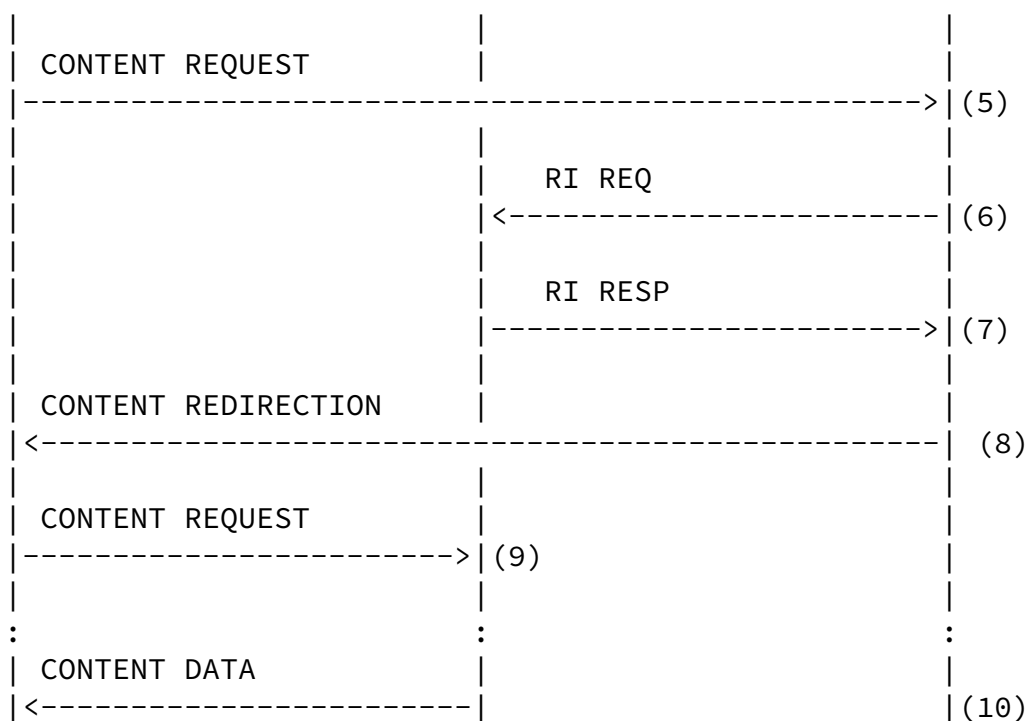 |                         |                         |
| CONTENT REQUEST         |                         |
|-------------------------------------------------->|(5)
|                         |                         |
|                         |   RI REQ                |
|                         |<------------------------|(6)
|                         |                         |
|                         |   RI RESP               |
|                         |------------------------>|(7)
|                         |                         |
| CONTENT REDIRECTION     |                         |
|<--------------------------------------------------| (8)
|                         |                         |
| CONTENT REQUEST         |                         |
|------------------------>|(9)                      |
|                         |                         |
:                         :                         :
| CONTENT DATA            |                         |
|<------------------------|                         |(10)